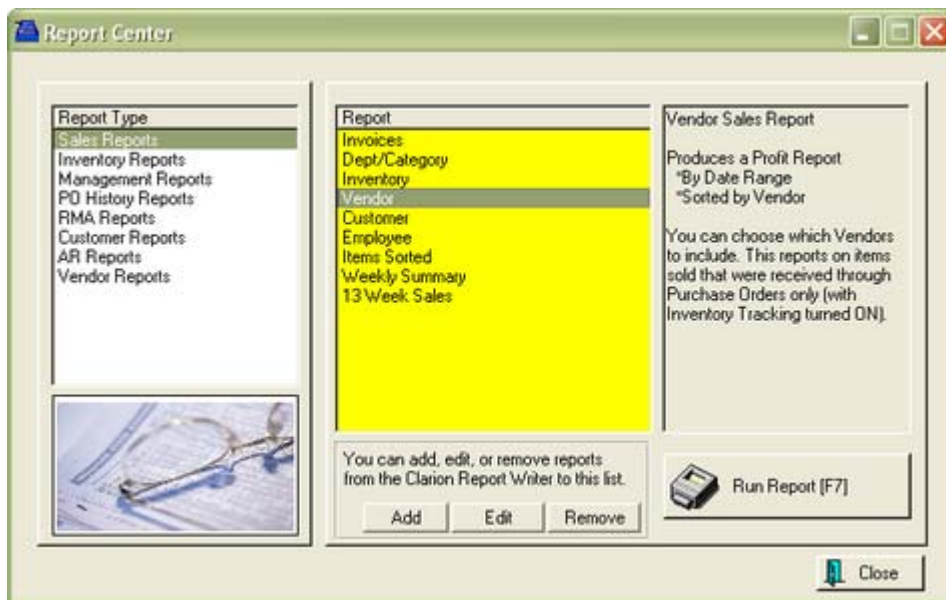 Report Center
Report Type
Sales Reports
Inventory Reports
Management Reports
PO History Reports
RMA Reports
Customer Reports
AR Reports
Vendor Reports
Report
Invoices
Dept/Category
Inventory
Vendor
Customer
Employee
Items Sorted
Weekly Summary
13 Week Sales
Vendor Sales Report
Produces a Profit Report
*By Date Range
*Sorted by Vendor
You can choose which Vendors
to include. This reports on items
sold that were received through
Purchase Orders only (with
Inventory Tracking turned ON).
You can add, edit, or remove reports
from the Clarion Report Writer to this list.
Add Edit Remove
Run Report [F7]
Close